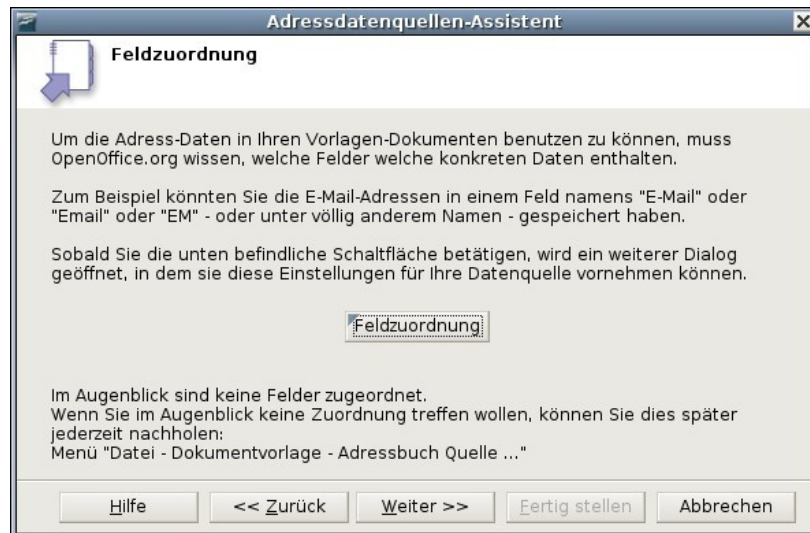 Adressdatenquellen-Assistent
Feldzuordnung
Um die Adress-Daten in Ihren Vorlagen-Dokumenten benutzen zu können, muss
OpenOffice.org wissen, welche Felder welche konkreten Daten enthalten.
Zum Beispiel könnten Sie die E-Mail-Adressen in einem Feld namens "E-Mail" oder
"Email" oder "EM" - oder unter völlig anderem Namen - gespeichert haben.
Sobald Sie die unten befindliche Schaltfläche betätigen, wird ein weiterer Dialog
geöffnet, in dem sie diese Einstellungen für Ihre Datenquelle vornehmen können.
Feldzuordnung
Im Augenblick sind keine Felder zugeordnet.
Wenn Sie im Augenblick keine Zuordnung treffen wollen, können Sie dies später
jederzeit nachholen:
Menü "Datei - Dokumentvorlage - Adressbuch Quelle ..."
Hilfe << Zurück Weiter >> Fertig stellen Abbrechen